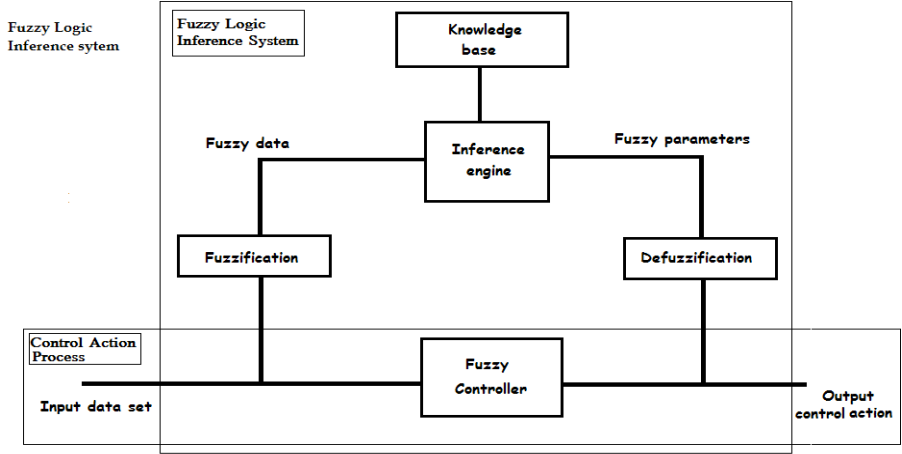 Fuzzy Logic
Inference sytem
Fuzzy Logic
Inference System
Knowledge
base
Fuzzy data
Inference
engine
Fuzzy parameters
Fuzzification
Defuzzification
Control Action
Process
Fuzzy
Controller
Input data set
Output
control action